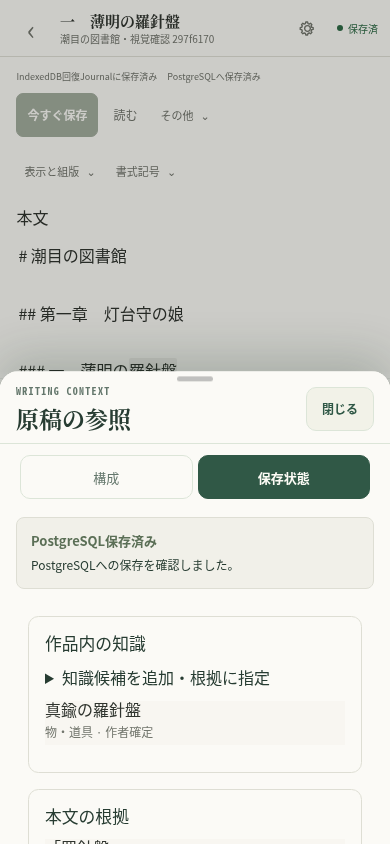 一　薄明の羅針盤
潮目の図書館・視覚確認 297f6170
保存済
IndexedDB回復Journalに保存済み　PostgreSQLへ保存済み
今すぐ保存　読む　その他
表示と組版　書式記号
本文
# 潮目の図書館
## 第一章　灯台守の娘
### 一　薄明の羅針盤
WRITING CONTEXT
原稿の参照
閉じる
構成　保存状態
PostgreSQL保存済み
PostgreSQLへの保存を確認しました。
作品内の知識
▶ 知識候補を追加・根拠に指定
真鍮の羅針盤
物・道具 · 作者確定
本文の根拠
「羅針盤